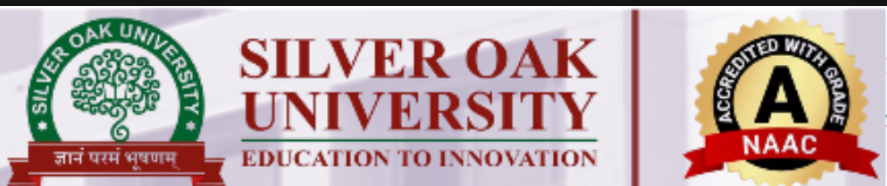 SILVER OAK UNIVERSITY
ज्ञानं परमं भूषणम्
SILVER OAK
UNIVERSITY
EDUCATION TO INNOVATION
ACCREDITED WITH GRADE
A
NAAC